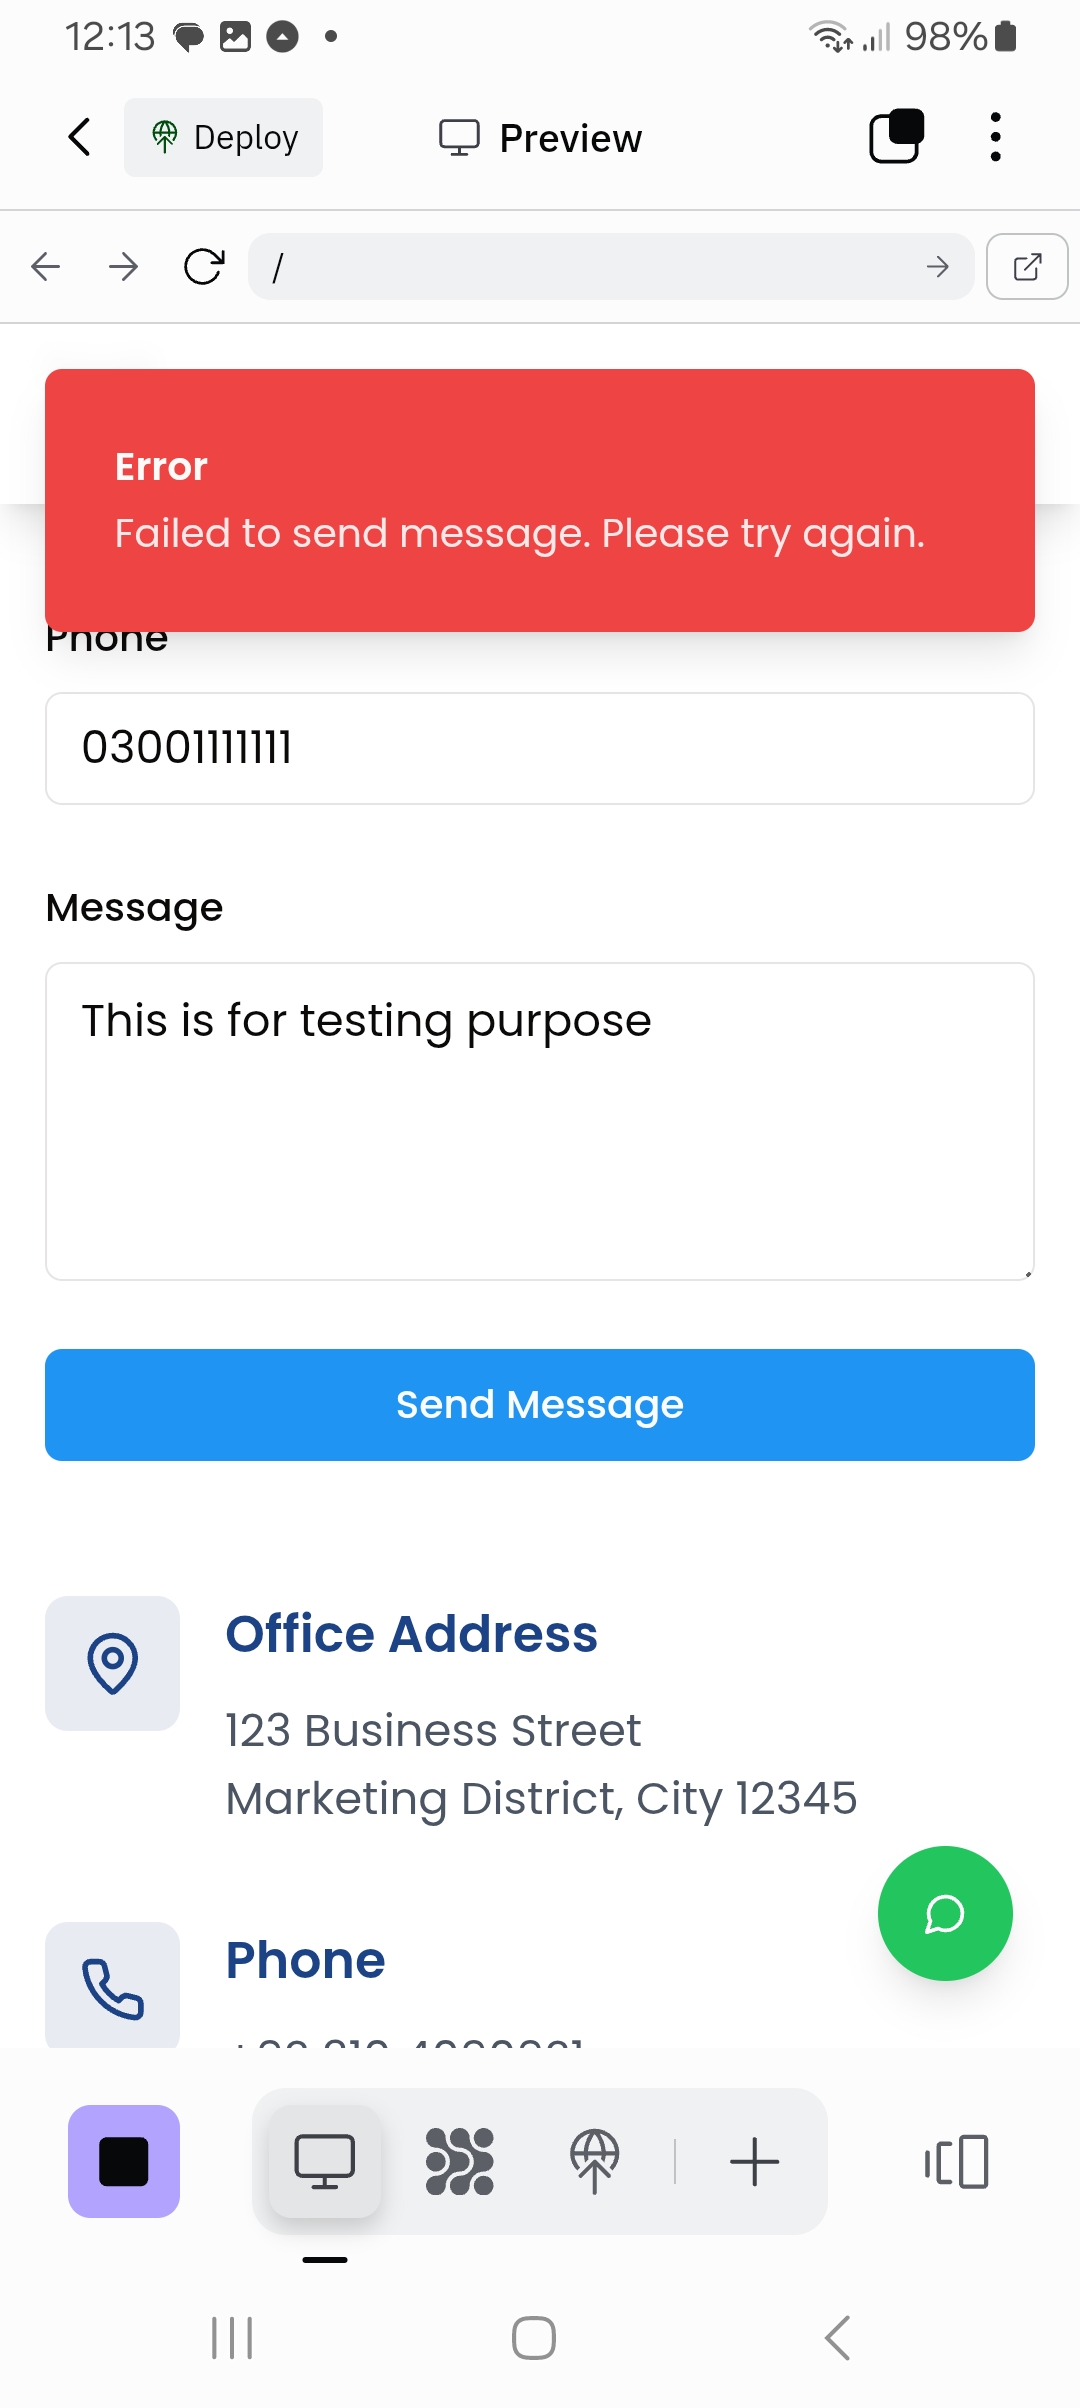 12:13
98%
Deploy
Preview
/
Error
Failed to send message. Please try again.
Phone
03001111111
Message
This is for testing purpose
Send Message
Office Address
123 Business Street
Marketing District, City 12345
Phone